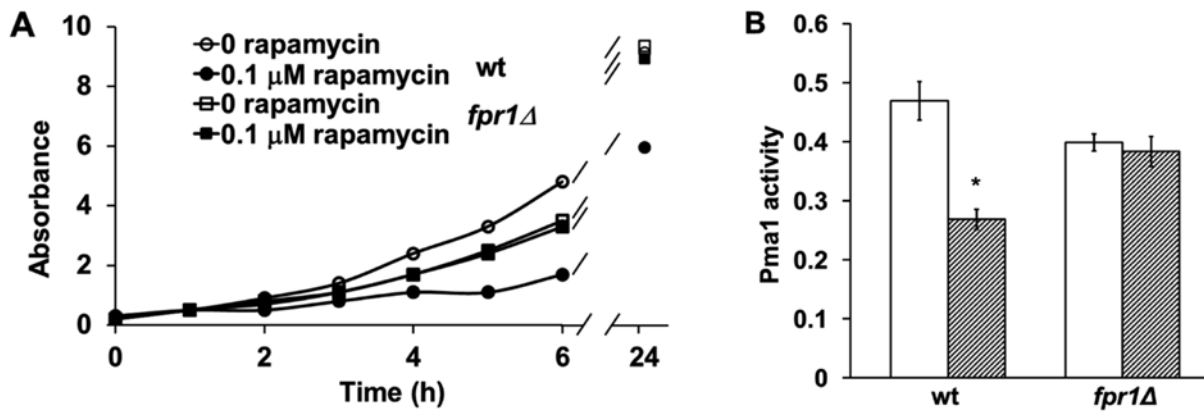 A
10
8
6
4
2
0
Absorbance
0 rapamycin
0.1 μM rapamycin
wt
0 rapamycin
fpr1Δ
0.1 μM rapamycin
0 2 4 6 24
Time (h)
B
0.6
0.5
0.4
0.3
0.2
0.1
0
Pma1 activity
*
wt fpr1Δ